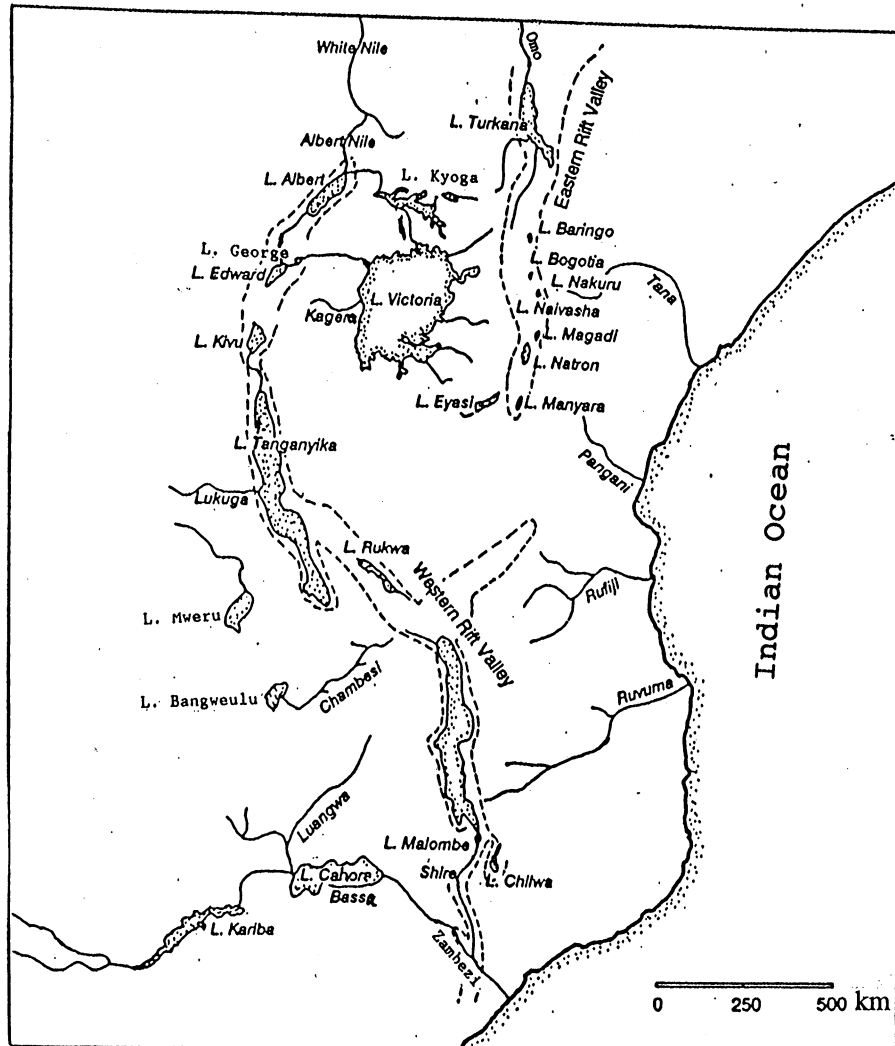 White Nile
Omo
L. Turkana
Eastern Rift Valley
Albert Nile
L. Albert
L. Kyoga
L. Baringo
L. George
L. Edward
L. Bogotia
L. Nakuru
Tana
Kagera
L. Victoria
L. Naivasha
L. Kivu
L. Magadi
L. Natron
L. Eyasi
L. Manyara
L. Tanganyika
Pangani
Indian Ocean
Lukuga
L. Rukwa
Western Rift Valley
Rufiji
L. Mweru
L. Bangweulu
Chambesi
Ruvuma
Luangwa
L. Malombe
L. Cahora
Bassa
Shire
L. Chilwa
L. Kariba
Zambezi
0 250 500 km